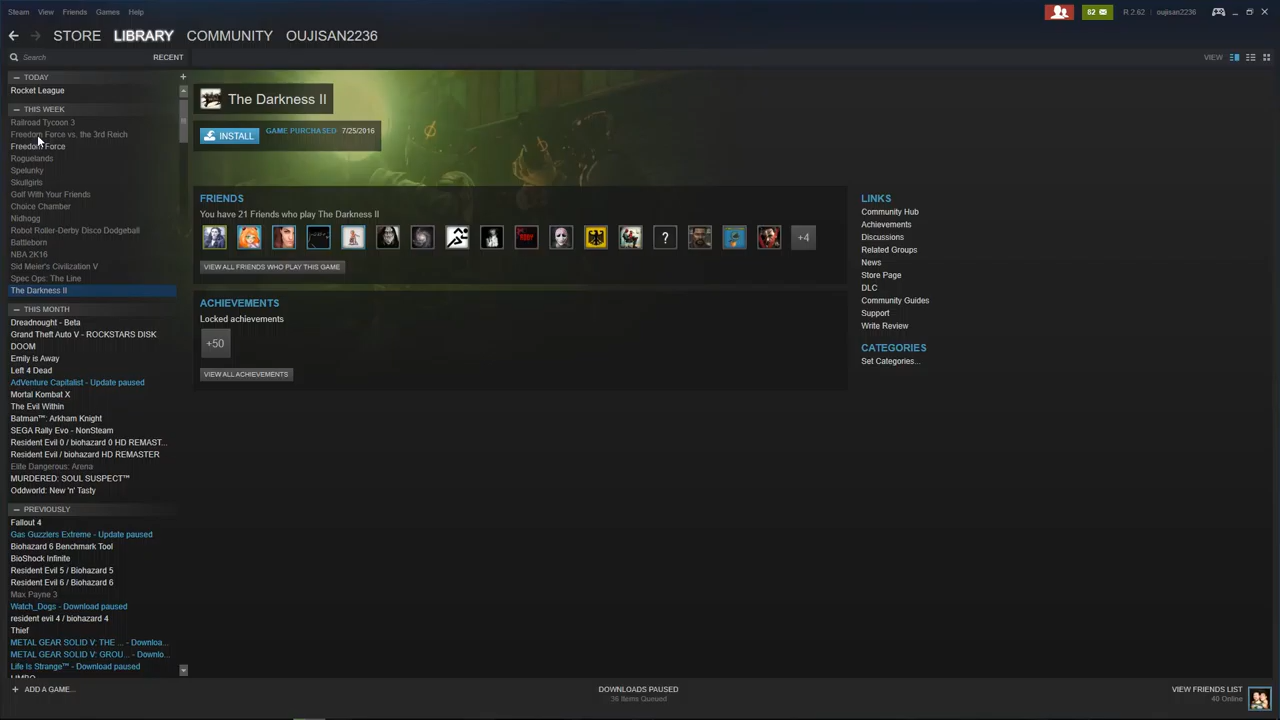 Steam View Friends Games Help
82 R 2.62 oujisan2236
STORE LIBRARY COMMUNITY OUJISAN2236
Search RECENT
VIEW
TODAY +
Rocket League
THIS WEEK
Railroad Tycoon 3
Freedom Force vs. the 3rd Reich
Freedom Force
Roguelands
Spelunky
Skullgirls
Golf With Your Friends
Choice Chamber
Nidhogg
Robot Roller-Derby Disco Dodgeball
Battleborn
NBA 2K16
Sid Meier's Civilization V
Spec Ops: The Line
The Darkness II
THIS MONTH
Dreadnought - Beta
Grand Theft Auto V - ROCKSTARS DISK
DOOM
Emily is Away
Left 4 Dead
AdVenture Capitalist - Update paused
Mortal Kombat X
The Evil Within
Batman™: Arkham Knight
SEGA Rally Evo - NonSteam
Resident Evil 0 / biohazard 0 HD REMAST...
Resident Evil / biohazard HD REMASTER
Elite Dangerous: Arena
MURDERED: SOUL SUSPECT™
Oddworld: New 'n' Tasty
PREVIOUSLY
Fallout 4
Gas Guzzlers Extreme - Update paused
Biohazard 6 Benchmark Tool
BioShock Infinite
Resident Evil 5 / Biohazard 5
Resident Evil 6 / Biohazard 6
Max Payne 3
Watch_Dogs - Download paused
resident evil 4 / biohazard 4
Thief
METAL GEAR SOLID V: THE ... - Downloa...
METAL GEAR SOLID V: GROU... - Downlo...
Life Is Strange™ - Download paused
LIMBO
The Darkness II
INSTALL
GAME PURCHASED: 7/25/2016
FRIENDS
You have 21 Friends who play The Darkness II
?
+4
VIEW ALL FRIENDS WHO PLAY THIS GAME
ACHIEVEMENTS
Locked achievements
+50
VIEW ALL ACHIEVEMENTS
LINKS
Community Hub
Achievements
Discussions
Related Groups
News
Store Page
DLC
Community Guides
Support
Write Review
CATEGORIES
Set Categories...
+ ADD A GAME...
DOWNLOADS PAUSED
36 Items Queued
VIEW FRIENDS LIST
40 Online